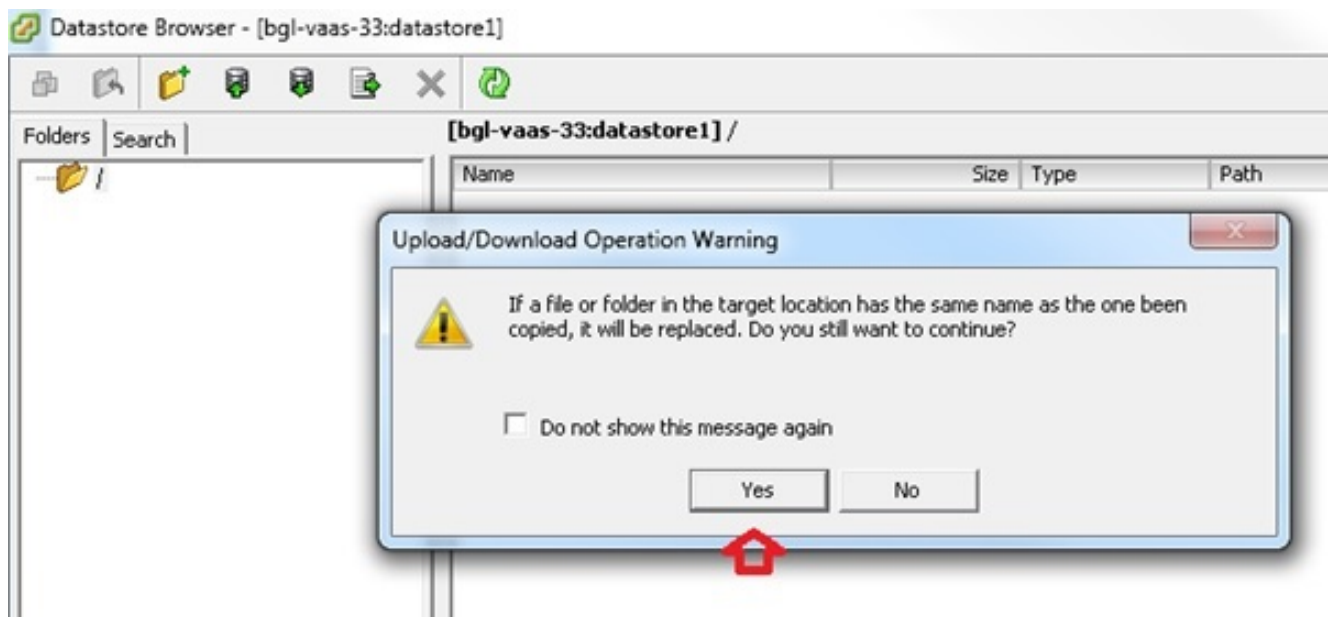 Datastore Browser - [bgl-vaas-33:datastore1]
Folders
Search
[bgl-vaas-33:datastore1] /
/
Name
Size
Type
Path
Upload/Download Operation Warning
If a file or folder in the target location has the same name as the one been
copied, it will be replaced. Do you still want to continue?
Do not show this message again
Yes
No